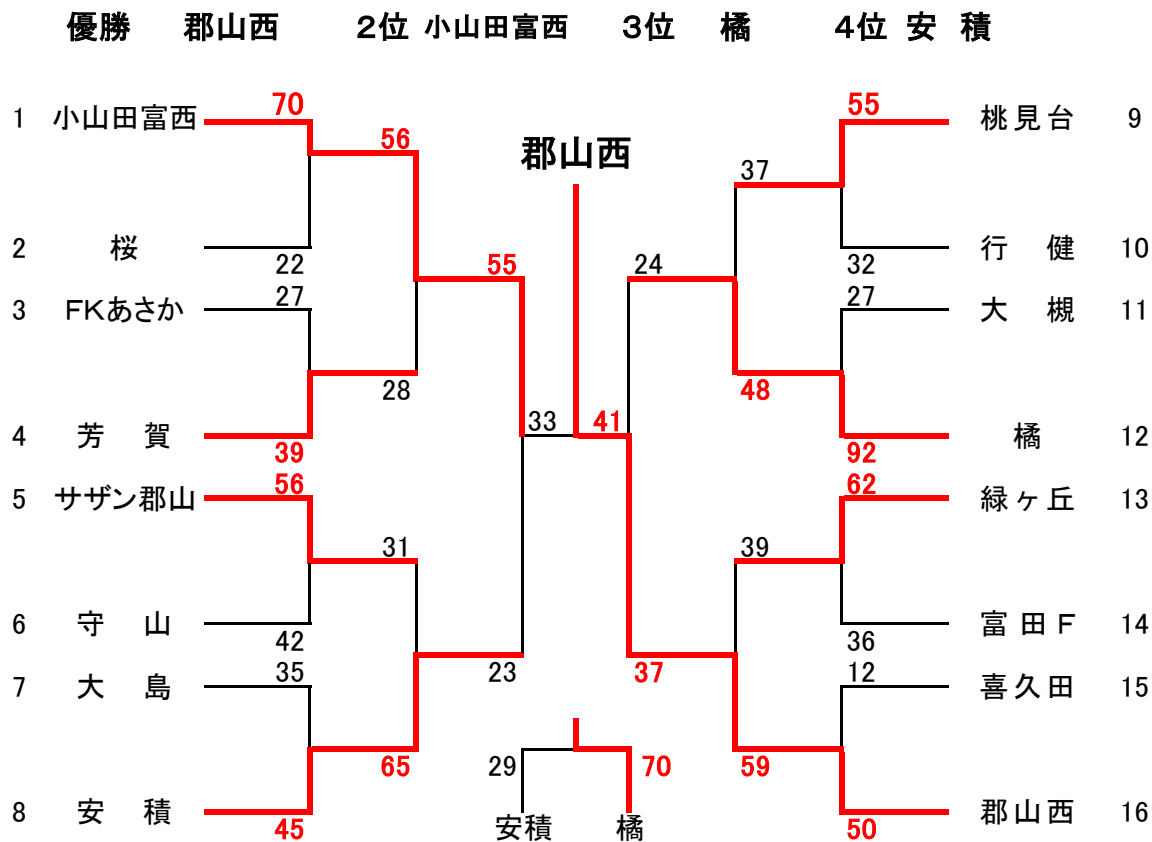 優勝 郡山西 2位 小山田富西 3位 橘 4位 安 積
70 55
1 小山田富西 桃見台 9
56
郡山西
37
2 桜 行 健 10
22 32
27 27
3 FKあさか 大 槻 11
55 24
28 48
33 41
4 芳 賀 橘 12
39 92
56 62
5 サザン郡山 緑ヶ丘 13
31 39
6 守 山 富田F 14
42 36
35 12
7 大 島 喜久田 15
23 37
65 29 70 59
8 安 積 郡山西 16
45 50
安積 橘